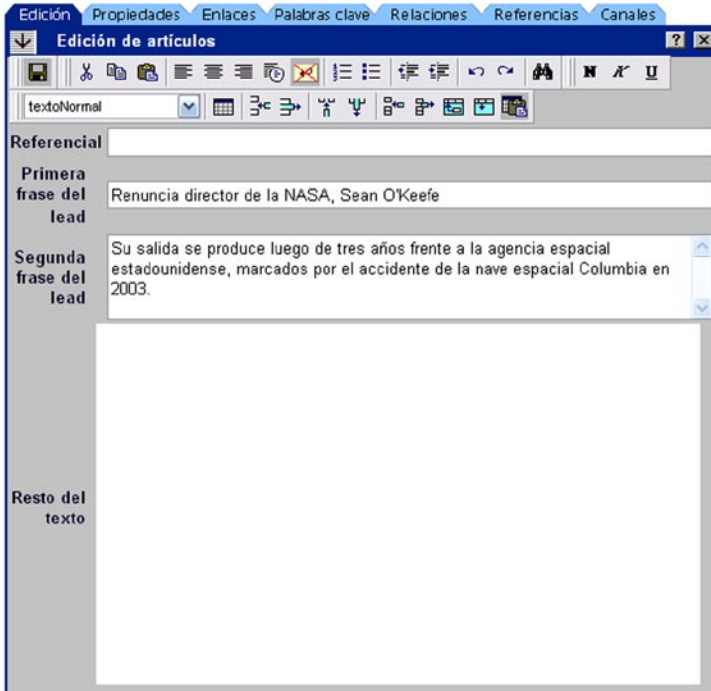 Edición Propiedades Enlaces Palabras clave Relaciones Referencias Canales
Edición de artículos ? X
N K U
textoNormal
Referencial
Primera
frase del
lead
Renuncia director de la NASA, Sean O'Keefe
Segunda
frase del
lead
Su salida se produce luego de tres años frente a la agencia espacial
estadounidense, marcados por el accidente de la nave espacial Columbia en
2003.
Resto del
texto